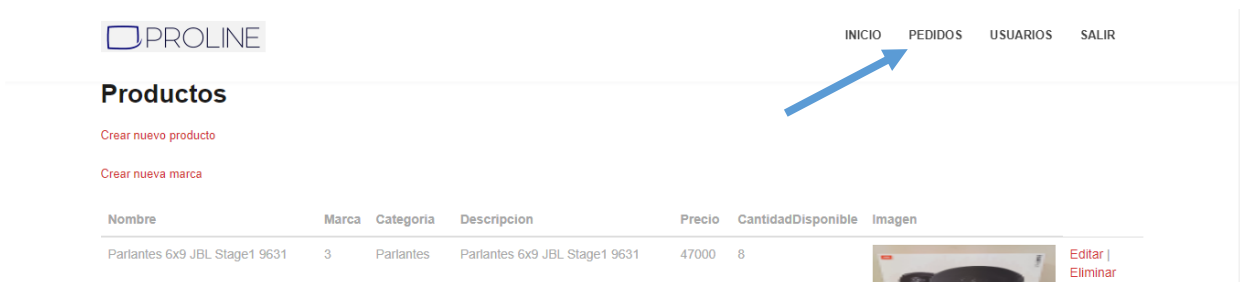 PROLINE
INICIO PEDIDOS USUARIOS SALIR
Productos
Crear nuevo producto
Crear nueva marca
Nombre Marca Categoria Descripcion Precio CantidadDisponible Imagen
Parlantes 6x9 JBL Stage1 9631 3 Parlantes Parlantes 6x9 JBL Stage1 9631 47000 8 Editar |
Eliminar